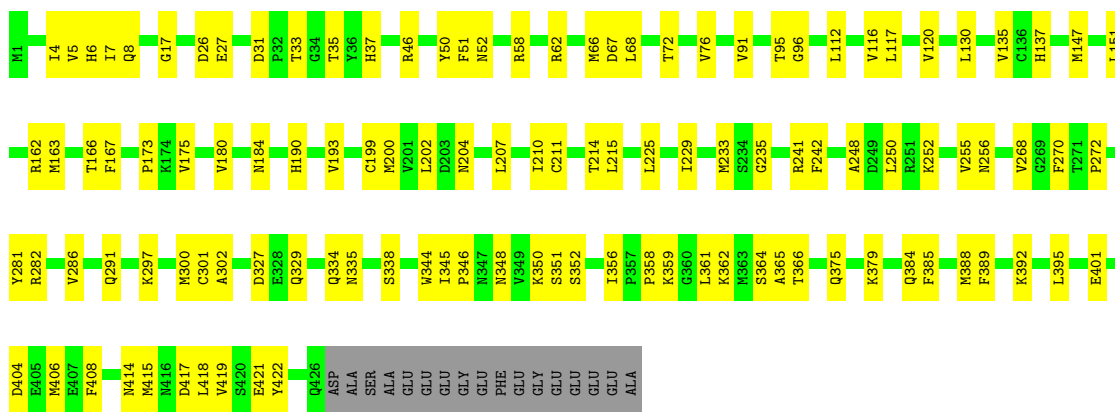 M1 I4 V5 H6 I7 Q8 G17 D26 E27 D31 P32 T33 G34 T35 Y36 H37 R46 Y50 F51 N52 R58 R62 M66 D67 L68 T72 V76 V91 T95 G96 L112 V116 L117 V120 L130 V135 C136 H137 M147 L151
R162 M163 T166 F167 P173 K174 V175 V180 N184 H190 V193 C199 M200 V201 L202 D203 N204 L207 I210 C211 T214 L215 L225 I229 M233 S234 G235 R241 F242 A248 D249 L250 R251 K252 V255 N256 V268 G269 F270 T271 P272
Y281 R282 V286 Q291 K297 M300 C301 A302 D327 E328 Q329 Q334 N335 S338 W344 I345 P346 N347 N348 V349 K350 S351 S352 I356 P357 P358 K359 G360 L361 K362 M363 S364 A365 T366 Q375 K379 Q384 F385 M388 F389 K392 L395 E401
D404 E405 M406 E407 F408 N414 M415 N416 D417 L418 V419 S420 E421 Y422 Q426 ASP ALA SER ALA GLU GLU GLU GLY GLU PHE GLU GLY GLU GLU GLU GLU ALA